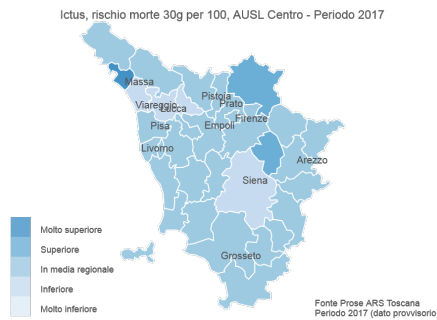 Ictus, rischio morte 30g per 100, AUSL Centro - Periodo 2017
Massa
Pistoia
Viareggio
Lucca
Prato
Firenze
Pisa
Empoli
Livorno
Arezzo
Siena
Grosseto
Molto superiore
Superiore
In media regionale
Inferiore
Molto inferiore
Fonte Prose ARS Toscana
Periodo 2017 (dato provvisorio